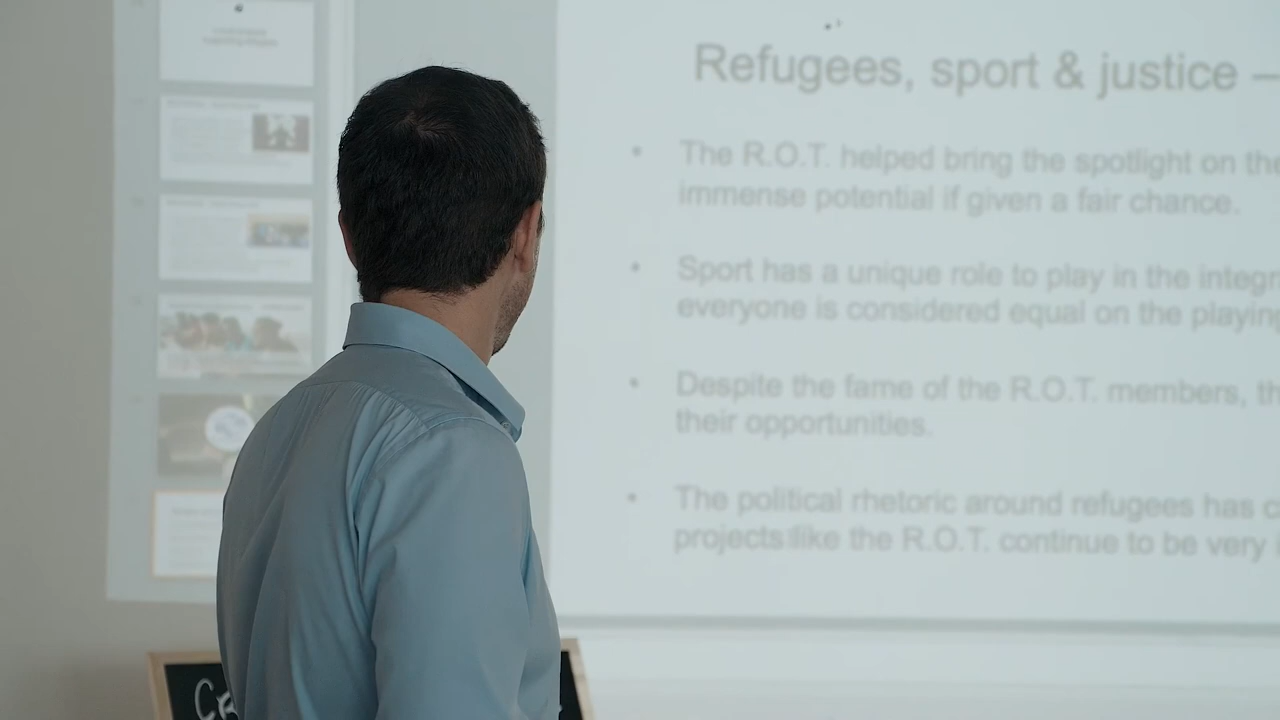 Refugees, sport & justice –
• The R.O.T. helped bring the spotlight on the
immense potential if given a fair chance.
• Sport has a unique role to play in the integr
everyone is considered equal on the playing
• Despite the fame of the R.O.T. members, th
their opportunities.
• The political rhetoric around refugees has c
projects like the R.O.T. continue to be very i